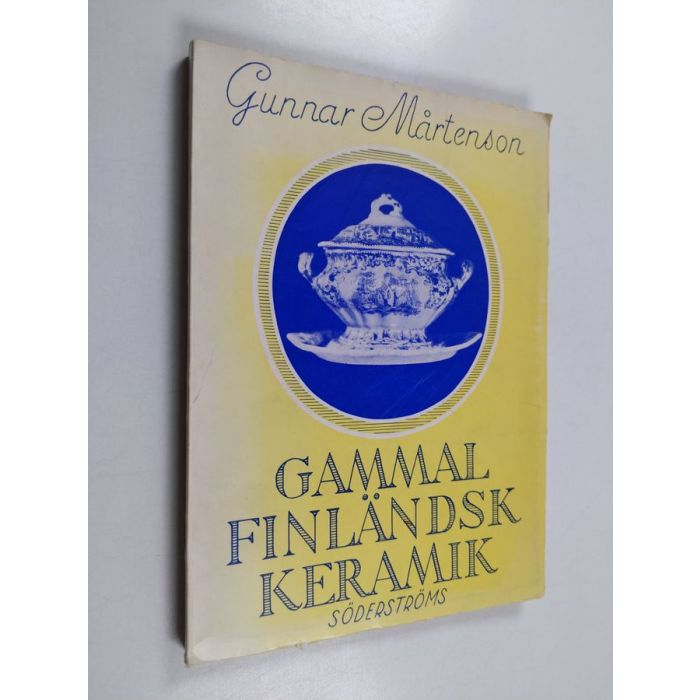 Gunnar Mårtenson
GAMMAL
FINLÄNDSK
KERAMIK
SÖDERSTRÖMS